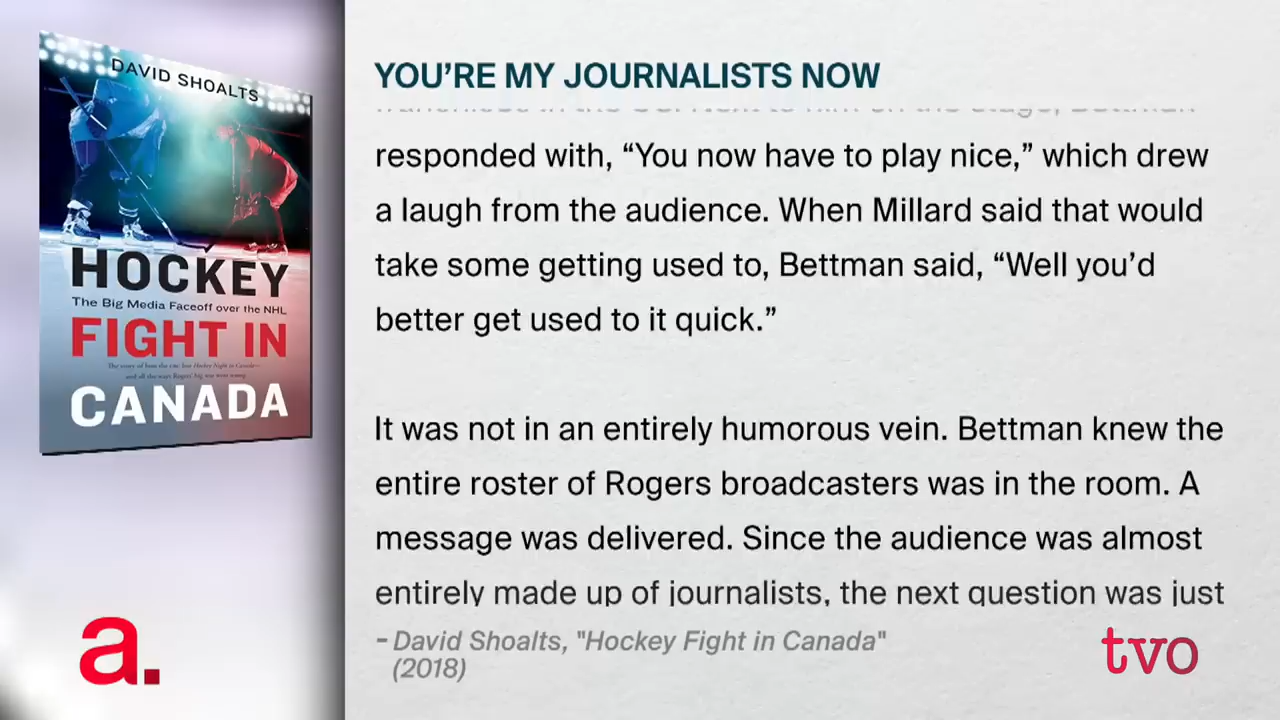 DAVID SHOALTS
HOCKEY
The Big Media Faceoff over the NHL
FIGHT IN
CANADA
YOU'RE MY JOURNALISTS NOW
responded with, “You now have to play nice,” which drew
a laugh from the audience. When Millard said that would
take some getting used to, Bettman said, “Well you’d
better get used to it quick.”
It was not in an entirely humorous vein. Bettman knew the
entire roster of Rogers broadcasters was in the room. A
message was delivered. Since the audience was almost
entirely made up of journalists, the next question was just
- David Shoalts, "Hockey Fight in Canada"
(2018)
a.
tvo